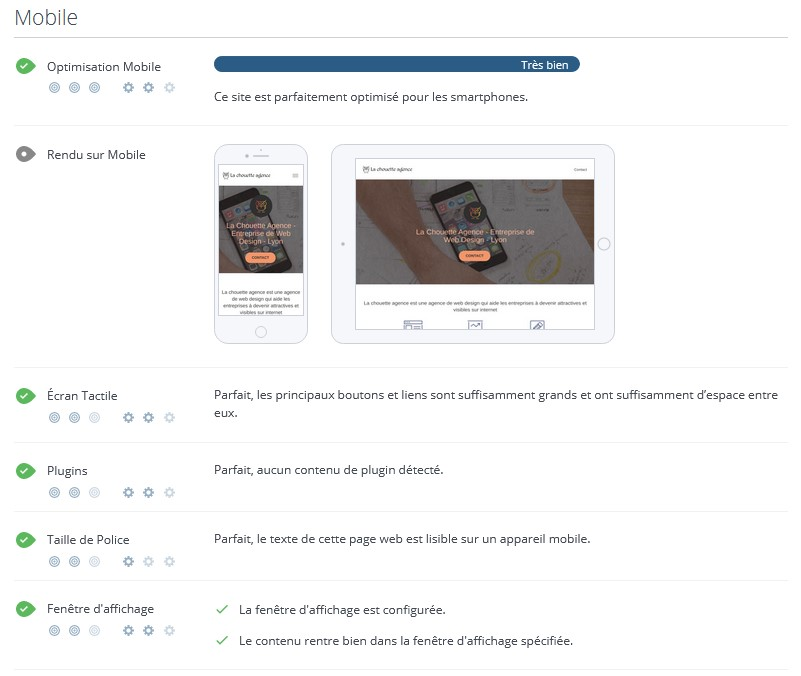 Mobile
Optimisation Mobile
Très bien
Ce site est parfaitement optimisé pour les smartphones.
Rendu sur Mobile
La chouette agence
La Chouette Agence -
Entreprise de Web
Design - Lyon
CONTACT
La chouette agence est une agence
de web design qui aide les
entreprises à devenir attractives et
visibles sur internet
La chouette agence
Contact
La Chouette Agence - Entreprise de
Web Design - Lyon
CONTACT
La chouette agence est une agence de web design qui aide les entreprises à devenir attractives et
visibles sur internet
Écran Tactile
Parfait, les principaux boutons et liens sont suffisamment grands et ont suffisamment d’espace entre
eux.
Plugins
Parfait, aucun contenu de plugin détecté.
Taille de Police
Parfait, le texte de cette page web est lisible sur un appareil mobile.
Fenêtre d'affichage
La fenêtre d'affichage est configurée.
Le contenu rentre bien dans la fenêtre d'affichage spécifiée.